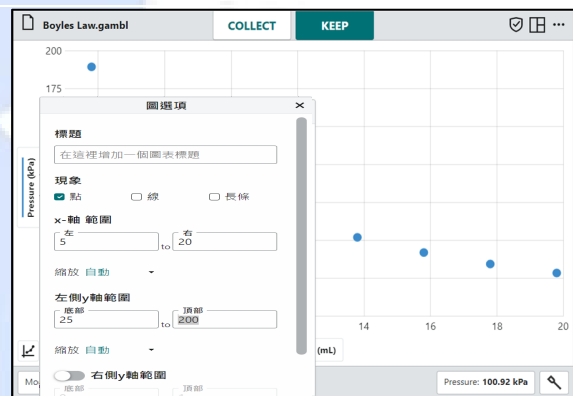 Boyles Law.gambl
COLLECT
KEEP
200
175
圖選項
×
標題
在這裡增加一個圖表標題
現象
點
線
長條
x-軸 範圍
左
5
to
右
20
縮放 自動
左側y軸範圍
底部
25
to
頂部
200
縮放 自動
右側y軸範圍
底部
頂部
Pressure (kPa)
14
16
18
20
(mL)
Mo
Pressure: 100.92 kPa